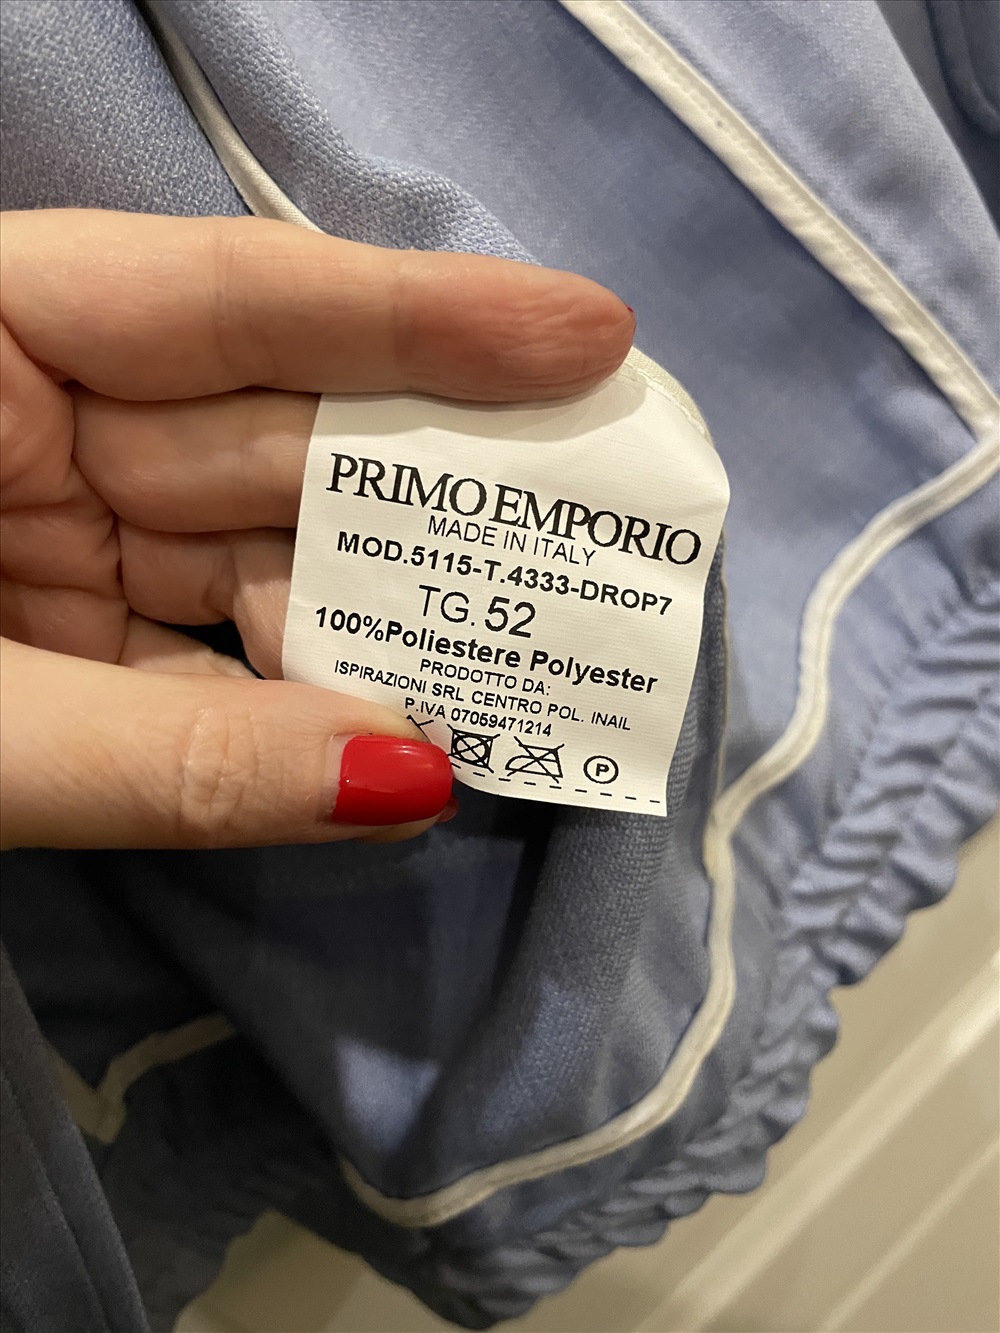 PRIMO EMPORIO
MADE IN ITALY
MOD.5115-T.4333-DROP7
TG. 52
100%Poliestere Polyester
PRODOTTO DA:
ISPIRAZIONI SRL CENTRO POL. INAIL
P.IVA 07059471214
P